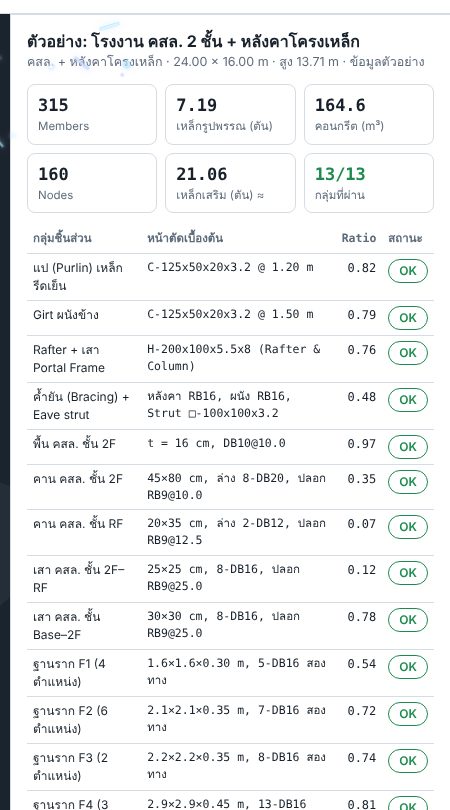 ตัวอย่าง: โรงงาน คสล. 2 ชั้น + หลังคาโครงเหล็ก
คสล. + หลังคาโครงเหล็ก · 24.00 × 16.00 m · สูง 13.71 m · ข้อมูลตัวอย่าง
315 7.19 164.6
Members เหล็กรูปพรรณ (ตัน) คอนกรีต (m³)
160 21.06 13/13
Nodes เหล็กเสริม (ตัน) ≈ กลุ่มที่ผ่าน
กลุ่มชิ้นส่วน หน้าตัดเบื้องต้น Ratio สถานะ
แป (Purlin) เหล็ก C-125x50x20x3.2 @ 1.20 m 0.82 OK
รีดเย็น
Girt ผนังข้าง C-125x50x20x3.2 @ 1.50 m 0.79 OK
Rafter + เสา H-200x100x5.5x8 (Rafter & 0.76 OK
Portal Frame Column)
ค้ำยัน (Bracing) + หลังคา RB16, ผนัง RB16, 0.48 OK
Eave strut Strut □-100x100x3.2
พื้น คสล. ชั้น 2F t = 16 cm, DB10@10.0 0.97 OK
คาน คสล. ชั้น 2F 45×80 cm, ล่าง 8-DB20, ปลอก 0.35 OK
RB9@10.0
คาน คสล. ชั้น RF 20×35 cm, ล่าง 2-DB12, ปลอก 0.07 OK
RB9@12.5
เสา คสล. ชั้น 2F– 25×25 cm, 8-DB16, ปลอก 0.12 OK
RF RB9@25.0
เสา คสล. ชั้น 30×30 cm, 8-DB16, ปลอก 0.78 OK
Base–2F RB9@25.0
ฐานราก F1 (4 1.6×1.6×0.30 m, 5-DB16 สอง 0.54 OK
ตำแหน่ง) ทาง
ฐานราก F2 (6 2.1×2.1×0.35 m, 7-DB16 สอง 0.72 OK
ตำแหน่ง) ทาง
ฐานราก F3 (2 2.2×2.2×0.35 m, 8-DB16 สอง 0.74 OK
ตำแหน่ง) ทาง
ฐานราก F4 (3 2.9×2.9×0.45 m, 13-DB16 0.81 OK